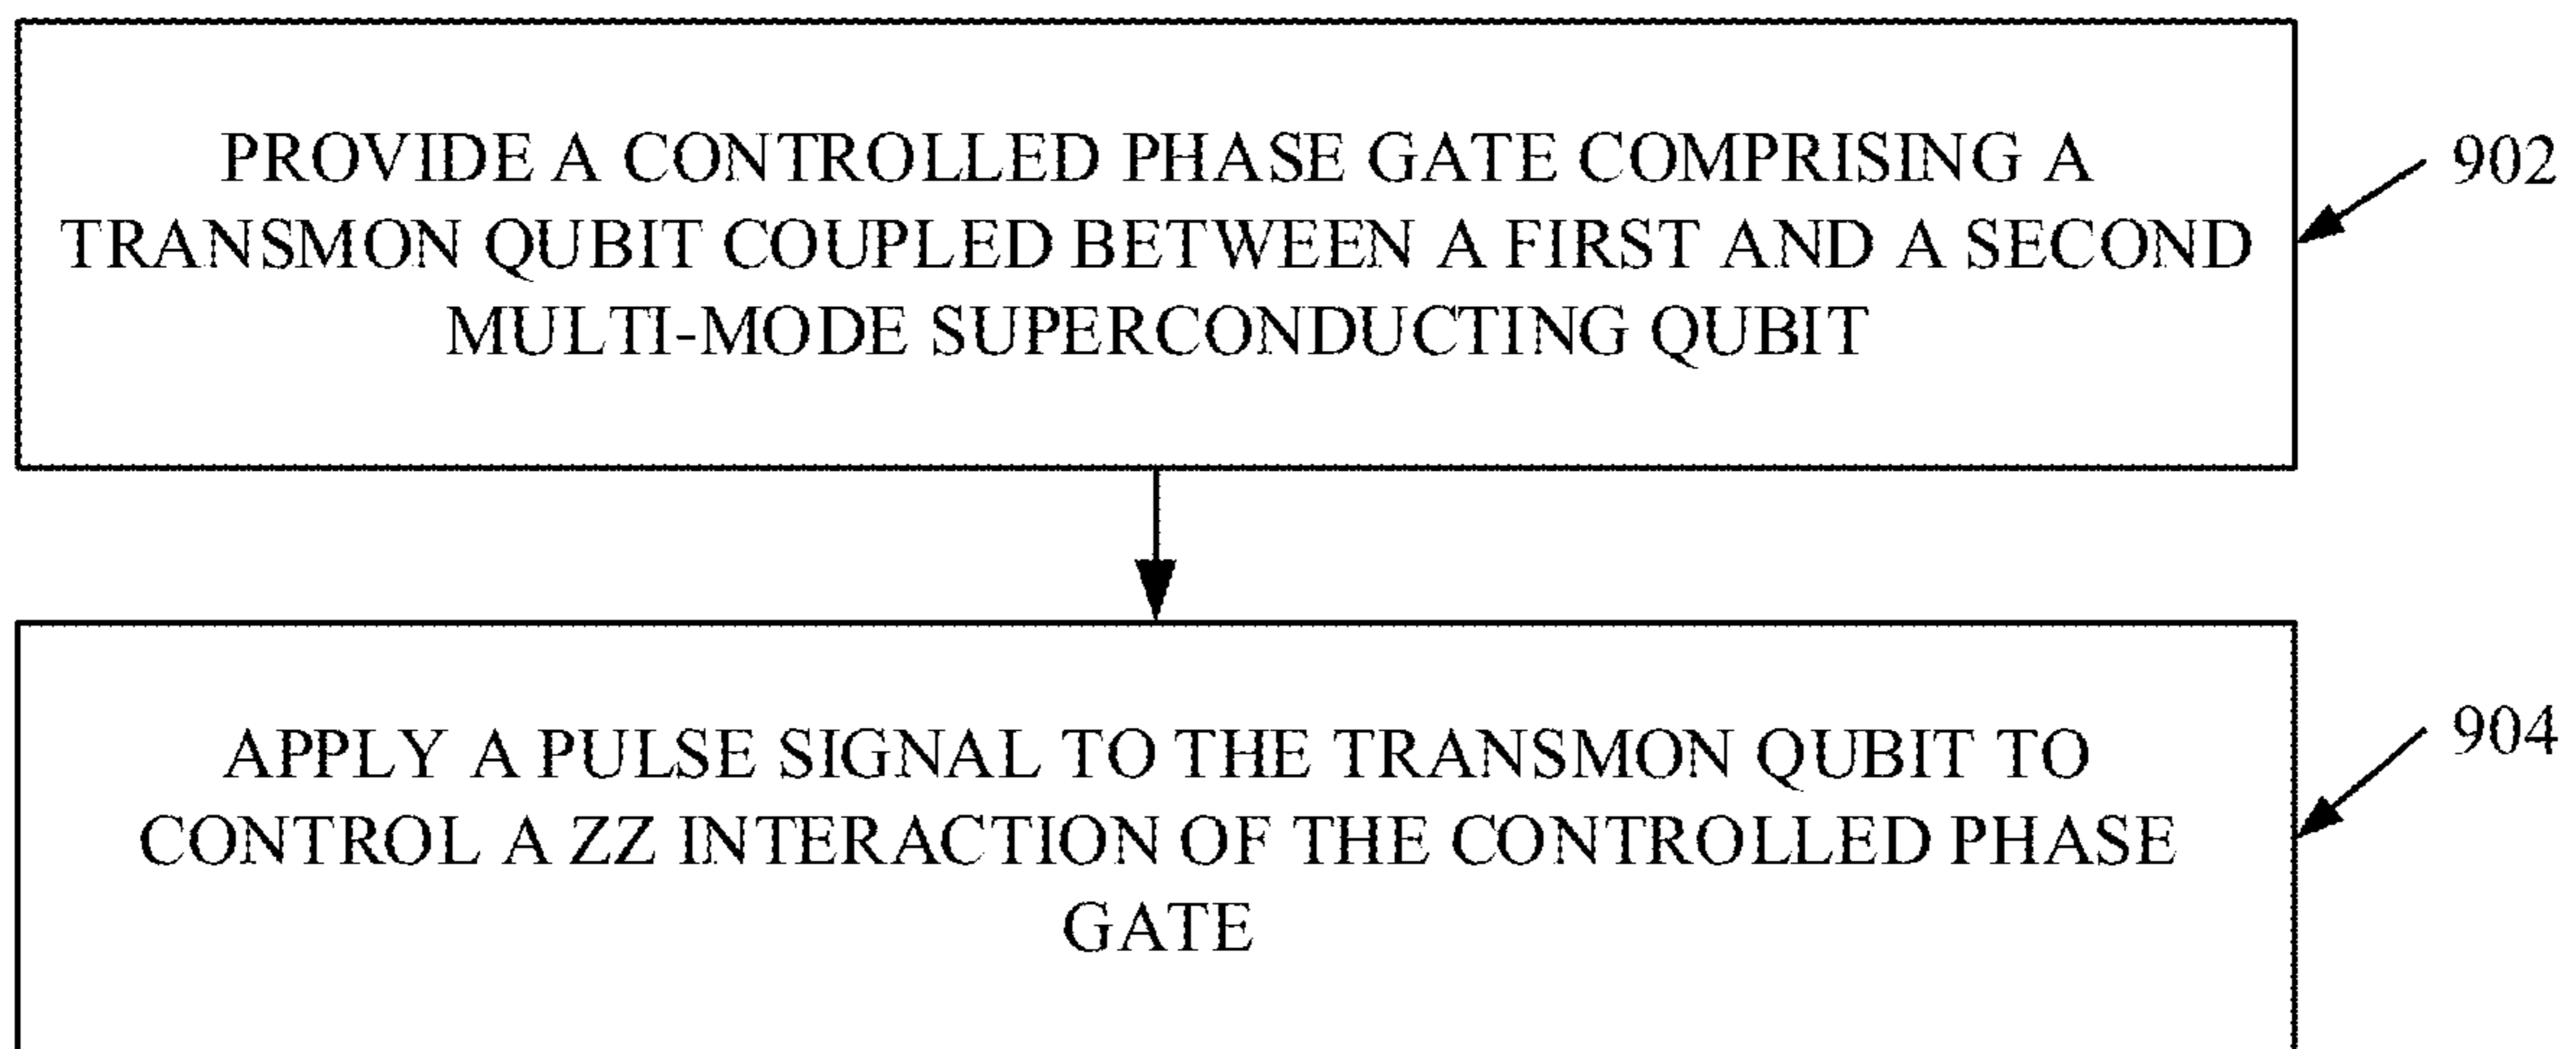 PROVIDE A CONTROLLED PHASE GATE COMPRISING A
TRANSMON QUBIT COUPLED BETWEEN A FIRST AND A SECOND
MULTI-MODE SUPERCONDUCTING QUBIT
902
APPLY A PULSE SIGNAL TO THE TRANSMON QUBIT TO
CONTROL A ZZ INTERACTION OF THE CONTROLLED PHASE
GATE
904